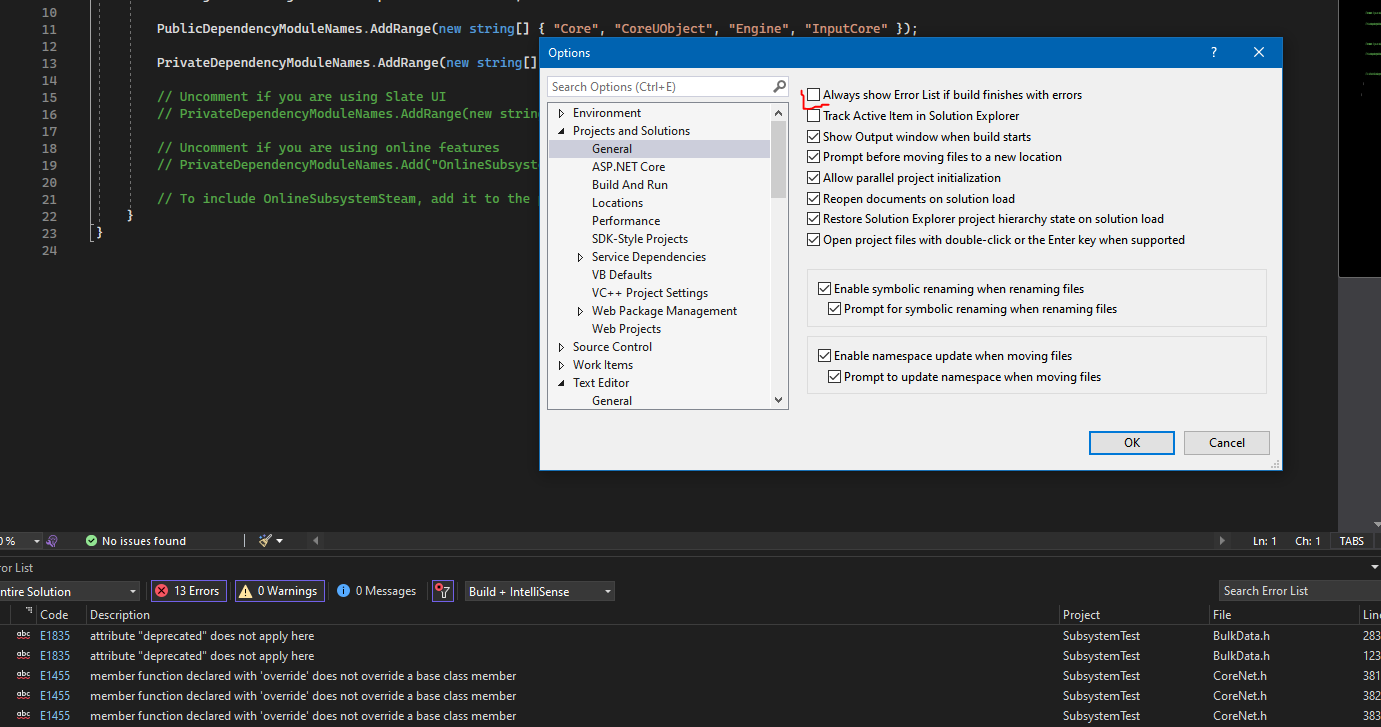 10
11 PublicDependencyModuleNames.AddRange(new string[] { "Core", "CoreUObject", "Engine", "InputCore" });
12
13 PrivateDependencyModuleNames.AddRange(new string[]
14
15 // Uncomment if you are using Slate UI
16 // PrivateDependencyModuleNames.AddRange(new strin
17
18 // Uncomment if you are using online features
19 // PrivateDependencyModuleNames.Add("OnlineSubsyst
20
21 // To include OnlineSubsystemSteam, add it to the
22 }
23 }
24
Options
?
Search Options (Ctrl+E)
Environment
Projects and Solutions
General
ASP.NET Core
Build And Run
Locations
Performance
SDK-Style Projects
Service Dependencies
VB Defaults
VC++ Project Settings
Web Package Management
Web Projects
Source Control
Work Items
Text Editor
General
Always show Error List if build finishes with errors
Track Active Item in Solution Explorer
Show Output window when build starts
Prompt before moving files to a new location
Allow parallel project initialization
Reopen documents on solution load
Restore Solution Explorer project hierarchy state on solution load
Open project files with double-click or the Enter key when supported
Enable symbolic renaming when renaming files
Prompt for symbolic renaming when renaming files
Enable namespace update when moving files
Prompt to update namespace when moving files
OK Cancel
0 % No issues found Ln: 1 Ch: 1 TABS
ror List
ntire Solution 13 Errors 0 Warnings 0 Messages Build + IntelliSense Search Error List
Code Description Project File Line
abc E1835 attribute "deprecated" does not apply here SubsystemTest BulkData.h 283
abc E1835 attribute "deprecated" does not apply here SubsystemTest BulkData.h 123
abc E1455 member function declared with 'override' does not override a base class member SubsystemTest CoreNet.h 381
abc E1455 member function declared with 'override' does not override a base class member SubsystemTest CoreNet.h 382
abc E1455 member function declared with 'override' does not override a base class member SubsystemTest CoreNet.h 383